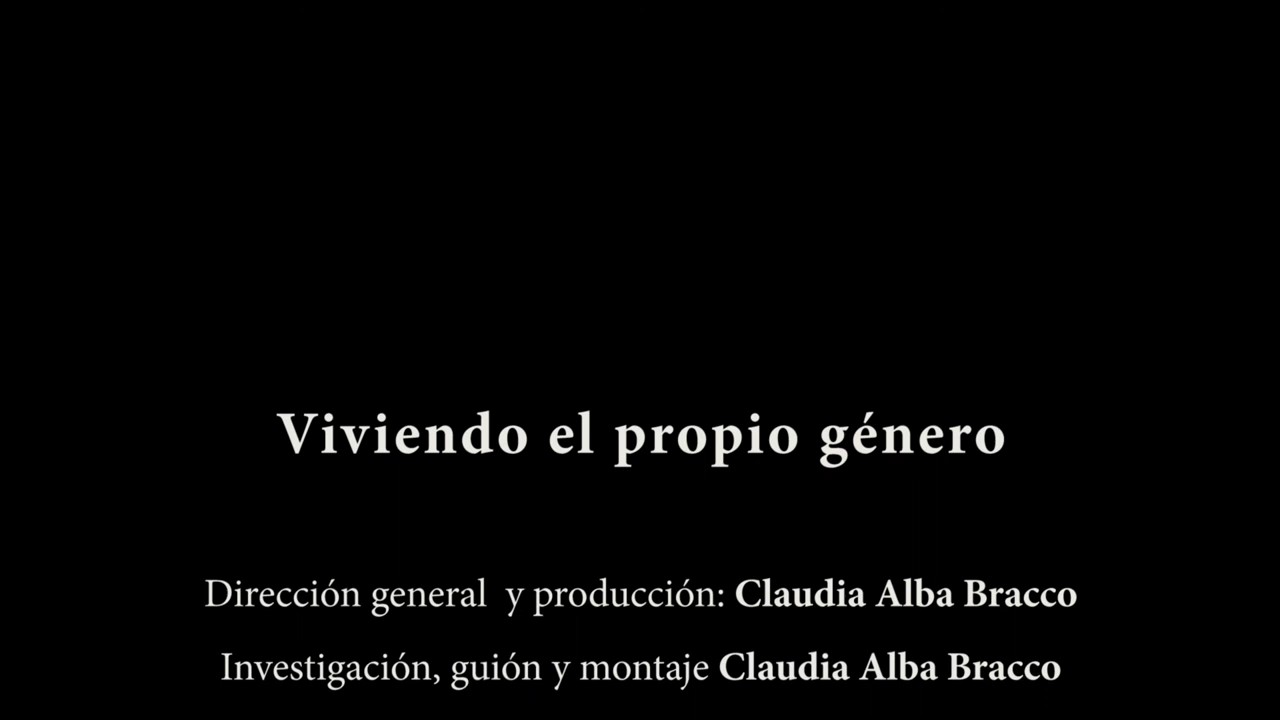 Viviendo el propio género
Dirección general y producción: Claudia Alba Bracco
Investigación, guión y montaje Claudia Alba Bracco